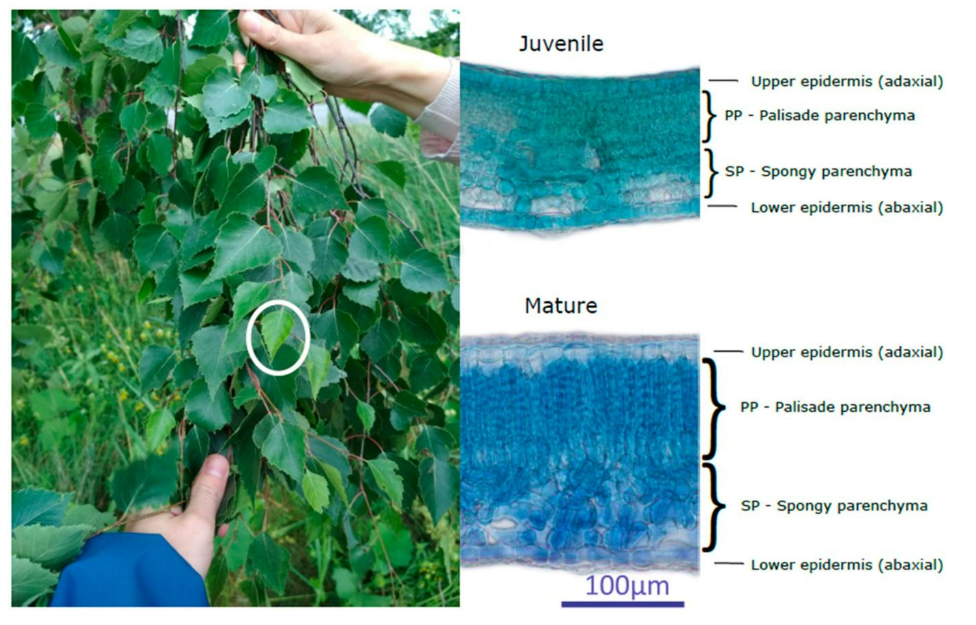 Juvenile
Upper epidermis (adaxial)
PP - Palisade parenchyma
SP - Spongy parenchyma
Lower epidermis (abaxial)
Mature
Upper epidermis (adaxial)
PP - Palisade parenchyma
SP - Spongy parenchyma
Lower epidermis (abaxial)
100μm